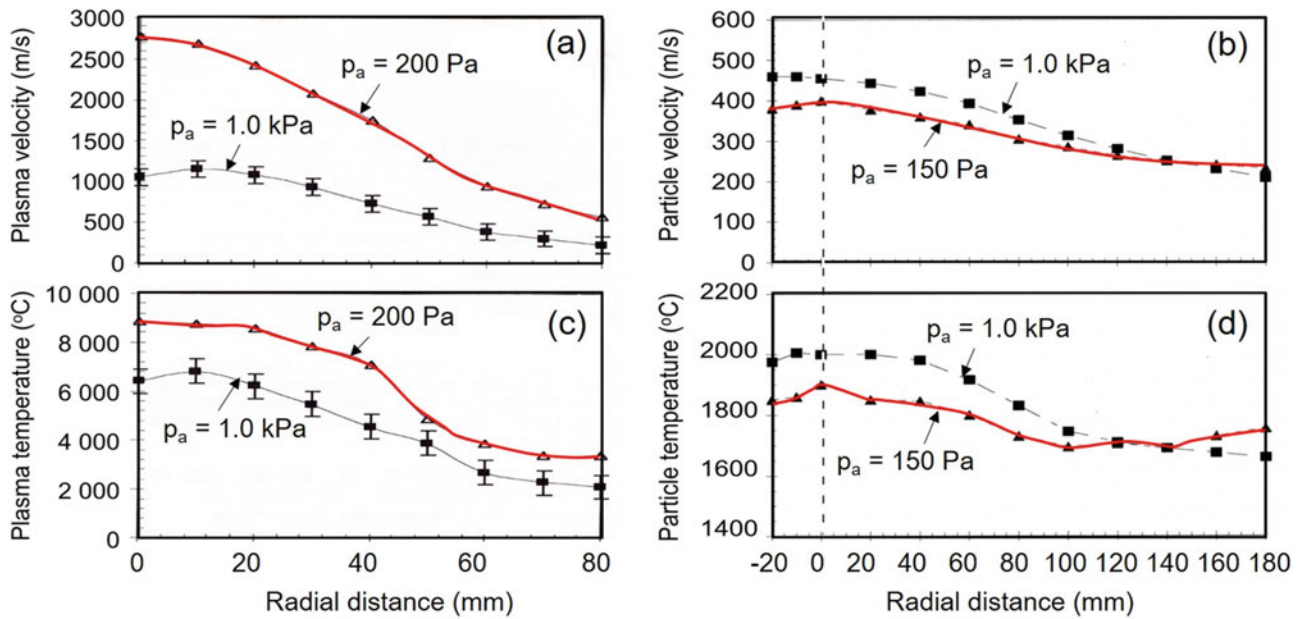 3000
2500
2000
1500
1000
500
0
Plasma velocity (m/s)
(a)
pₐ = 200 Pa
pₐ = 1.0 kPa
600
500
400
300
200
100
0
Particle velocity (m/s)
(b)
pₐ = 1.0 kPa
pₐ = 150 Pa
10 000
8 000
6 000
4 000
2 000
0
Plasma temperature (ºC)
(c)
pₐ = 200 Pa
pₐ = 1.0 kPa
0 20 40 60 80
Radial distance (mm)
2200
2000
1800
1600
1400
Particle temperature (ºC)
(d)
pₐ = 1.0 kPa
pₐ = 150 Pa
-20 0 20 40 60 80 100 120 140 160 180
Radial distance (mm)